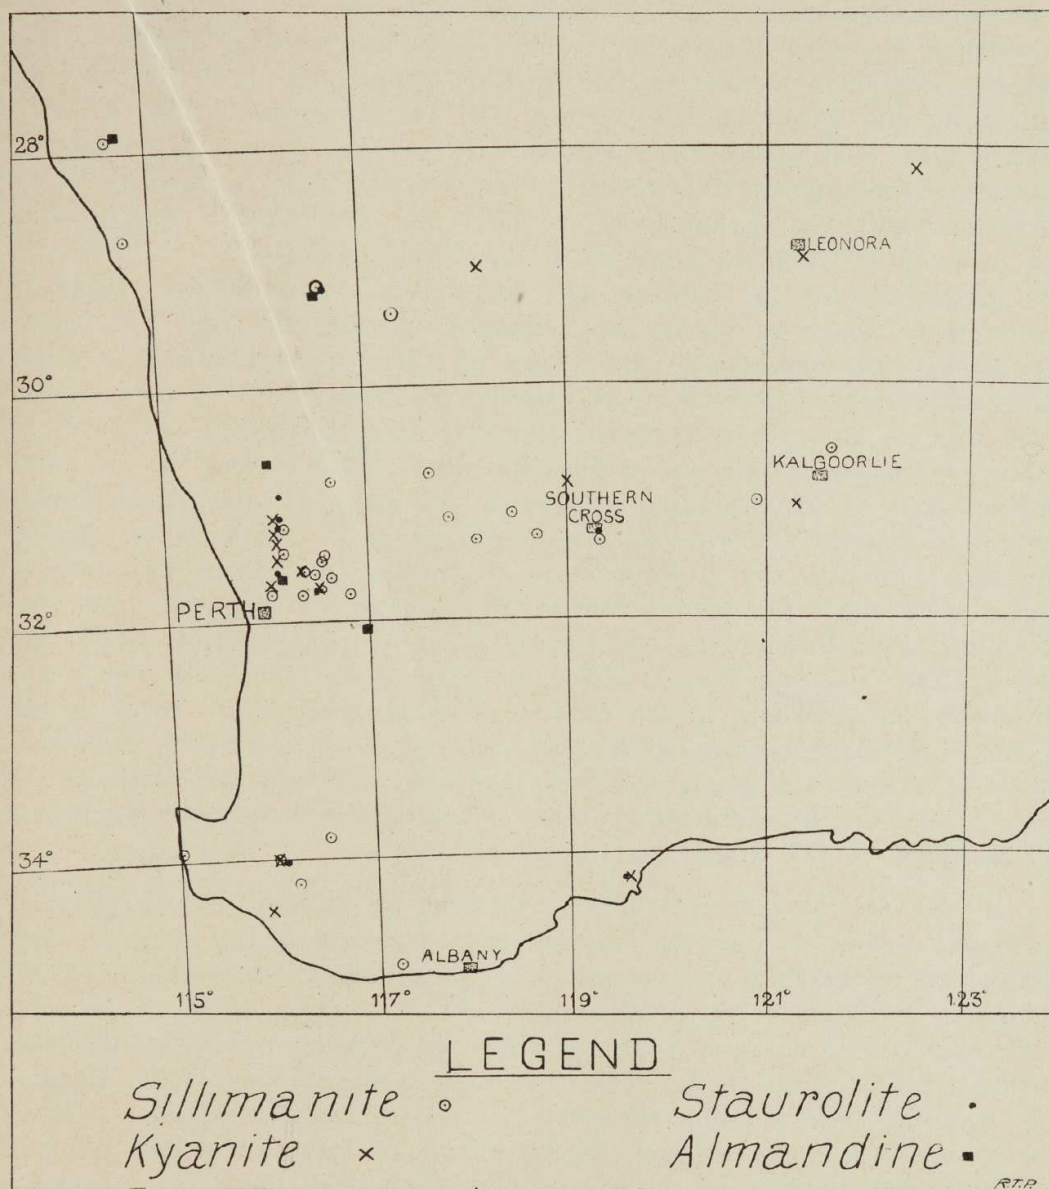 28°
LEONORA
30°
KALGOORLIE
SOUTHERN
CROSS
PERTH
32°
34°
ALBANY
115° 117° 119° 121° 123°
LEGEND
Sillimanite ⊙ Staurolite •
Kyanite × Almandine ■
R.T.P.